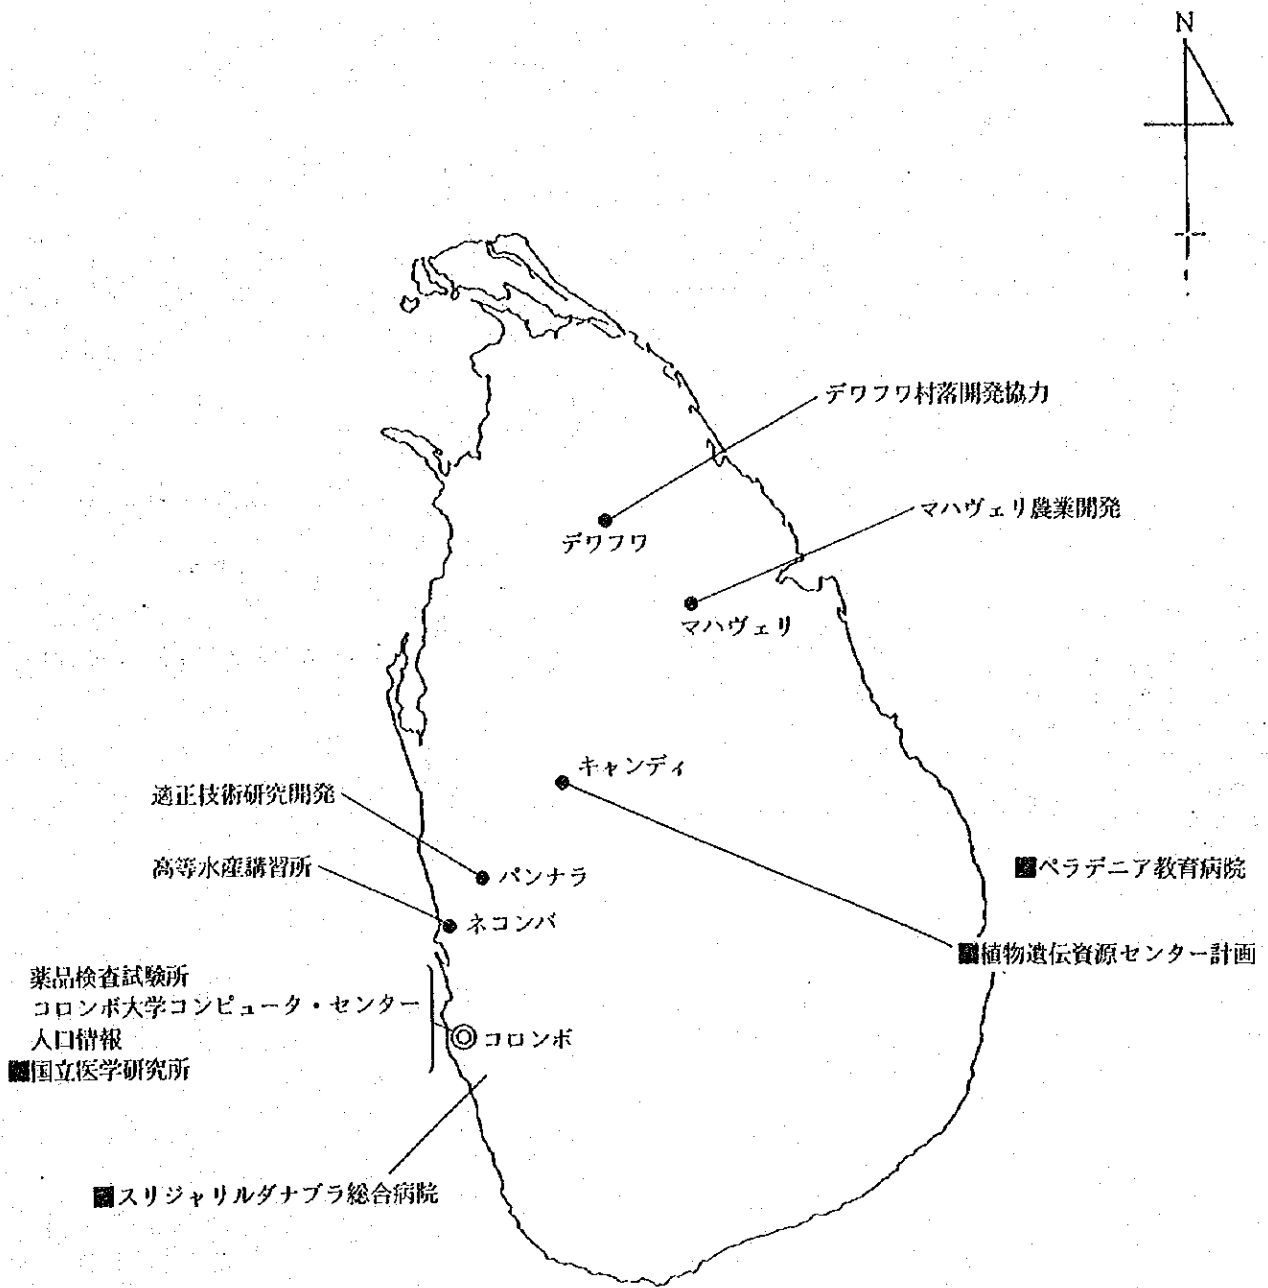 N
デワフワ村落開発協力
マハヴェリ農業開発
デワフワ
マハヴェリ
キャンディ
適正技術研究開発
高等水産講習所
パンナラ
ネコンバ
ペラデニア教育病院
植物遺伝資源センター計画
薬品検査試験所
コロンボ大学コンピュータ・センター
人口情報
国立医学研究所
コロンボ
スリジャリルダナプラ総合病院